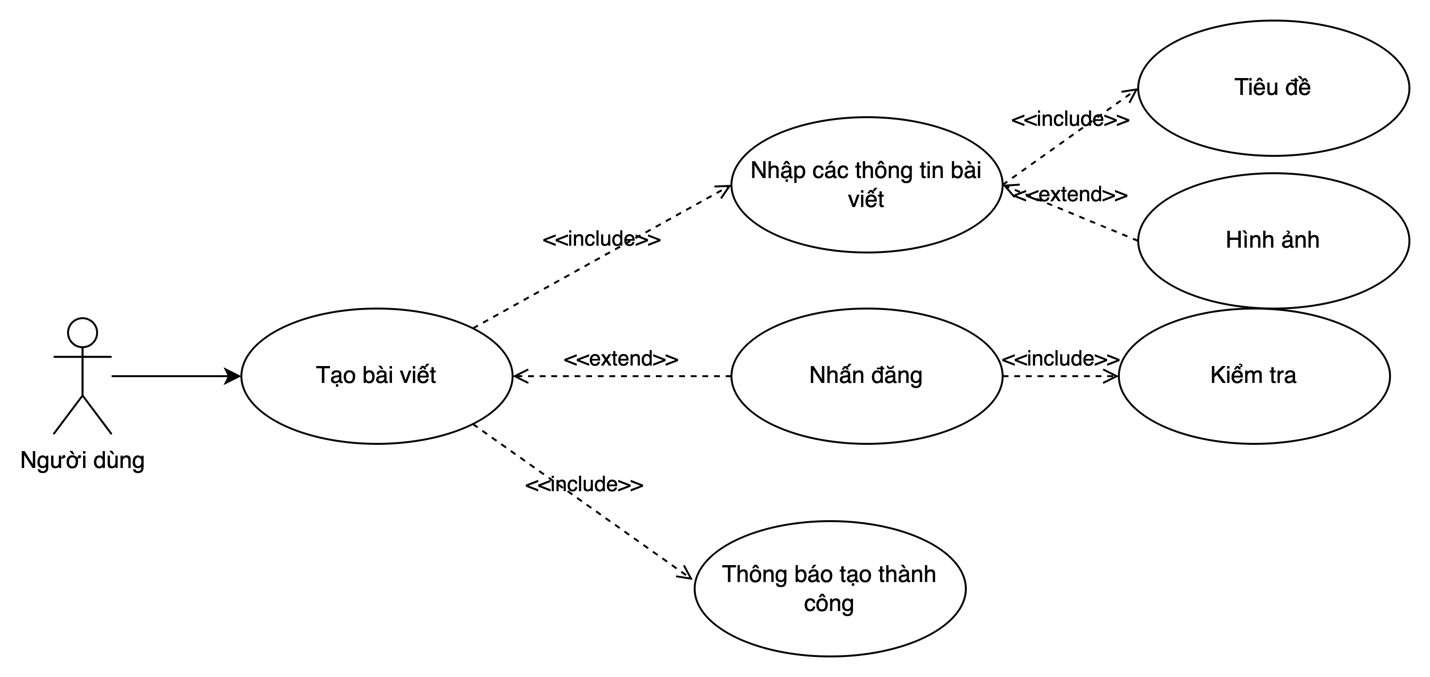 Tiêu đề
<<include>>
Nhập các thông tin bài
viết
<<extend>>
Hình ảnh
<<include>>
Người dùng
Tạo bài viết
<<extend>>
Nhấn đăng
<<include>>
Kiểm tra
<<include>>
Thông báo tạo thành
công